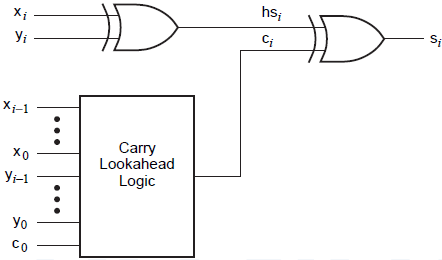 xᵢ
yᵢ
hsᵢ
cᵢ
sᵢ
xᵢ₋₁
x₀
yᵢ₋₁
y₀
c₀
Carry
Lookahead
Logic